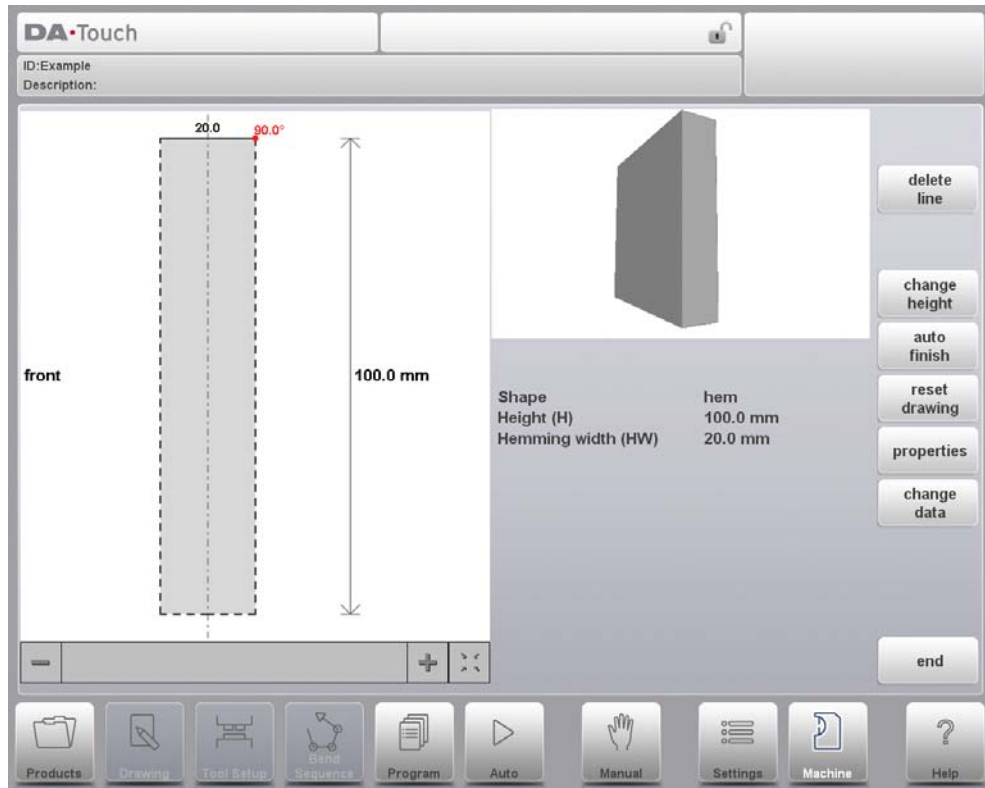 DA•Touch
ID:Example
Description:
20.0
90.0°
front
100.0 mm
Shape hem
Height (H) 100.0 mm
Hemming width (HW) 20.0 mm
delete
line
change
height
auto
finish
reset
drawing
properties
change
data
end
Products
Drawing
Tool Setup
Bend
Sequence
Program
Auto
Manual
Settings
Machine
?
Help